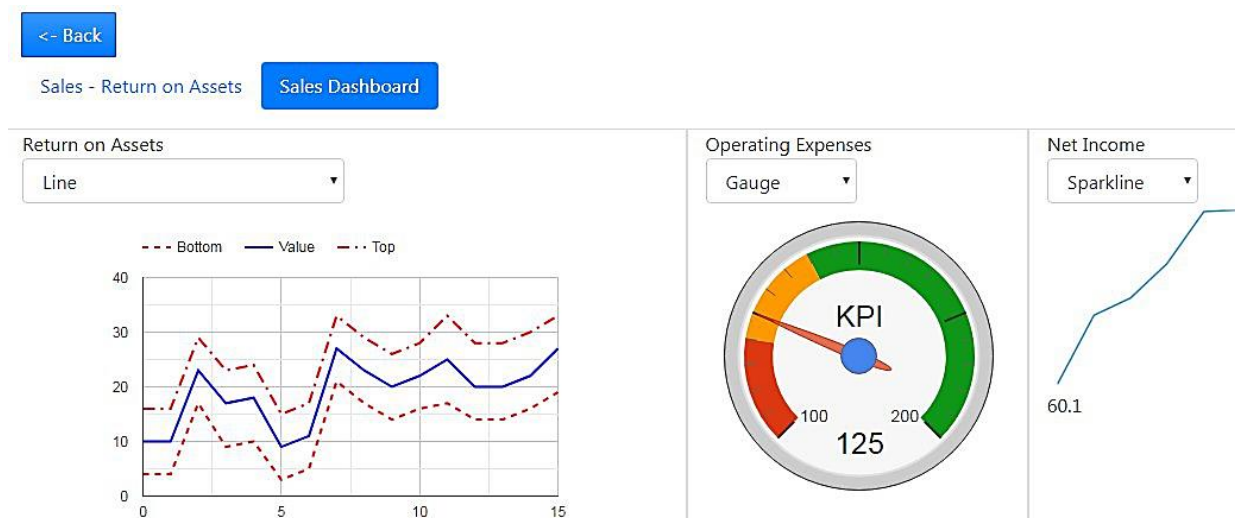 <- Back
Sales - Return on Assets
Sales Dashboard
Return on Assets
Line
Bottom
Value
Top
40
30
20
10
0
0
5
10
15
Operating Expenses
Gauge
KPI
100
200
125
Net Income
Sparkline
60.1